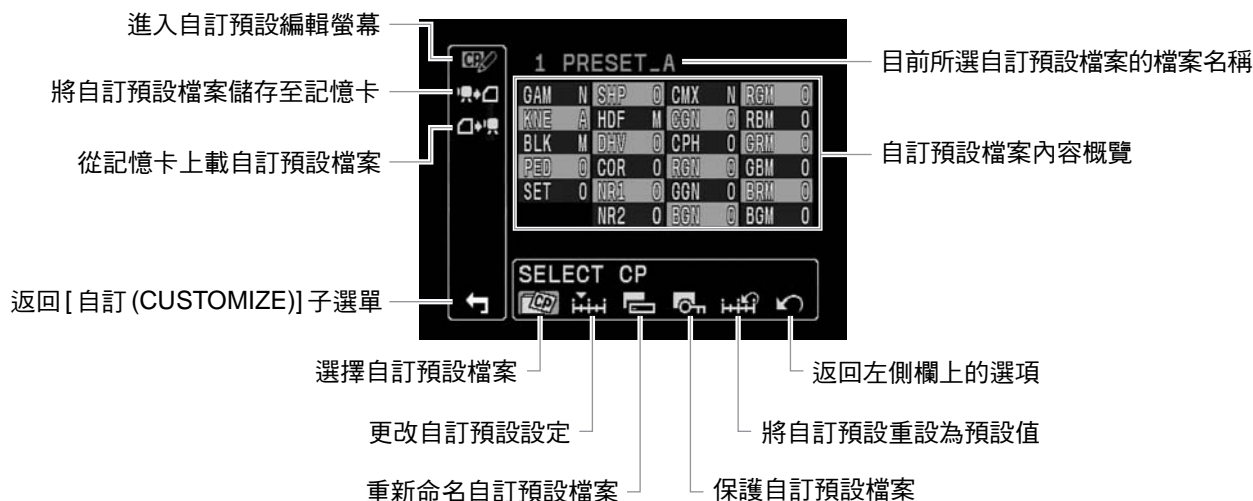 進入自訂預設編輯螢幕
將自訂預設檔案儲存至記憶卡
從記憶卡上載自訂預設檔案
返回 [ 自訂 (CUSTOMIZE)] 子選單
CP
1 PRESET_A
目前所選自訂預設檔案的檔案名稱
GAM N SHP 0 CMX N RGM 0
KNE A HDF M CGN 0 RBM 0
BLK M DHV 0 CPH 0 GRM 0
PED 0 COR 0 RGN 0 GBM 0
SET 0 NR1 0 GGN 0 BRM 0
NR2 0 BGN 0 BGM 0
自訂預設檔案內容概覽
SELECT CP
CP
選擇自訂預設檔案
返回左側欄上的選項
更改自訂預設設定
將自訂預設重設為預設值
重新命名自訂預設檔案
保護自訂預設檔案